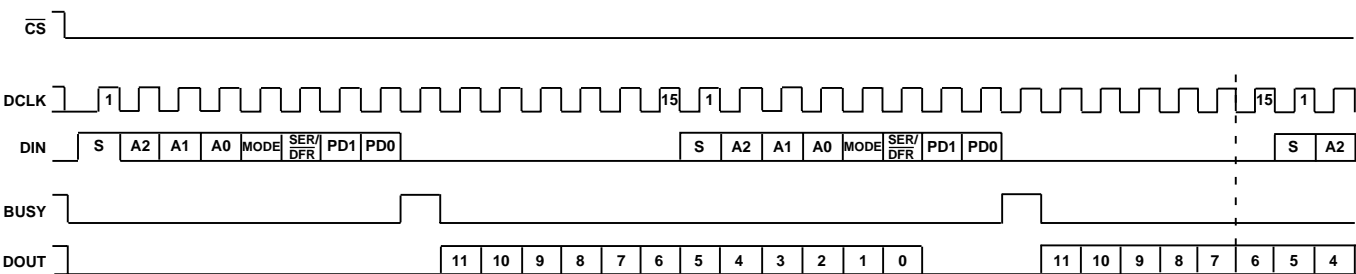 CS
DCLK 1 15 1 15 1
DIN S A2 A1 A0 MODE SER/DFR PD1 PD0 S A2 A1 A0 MODE SER/DFR PD1 PD0 S A2
BUSY
DOUT 11 10 9 8 7 6 5 4 3 2 1 0 11 10 9 8 7 6 5 4